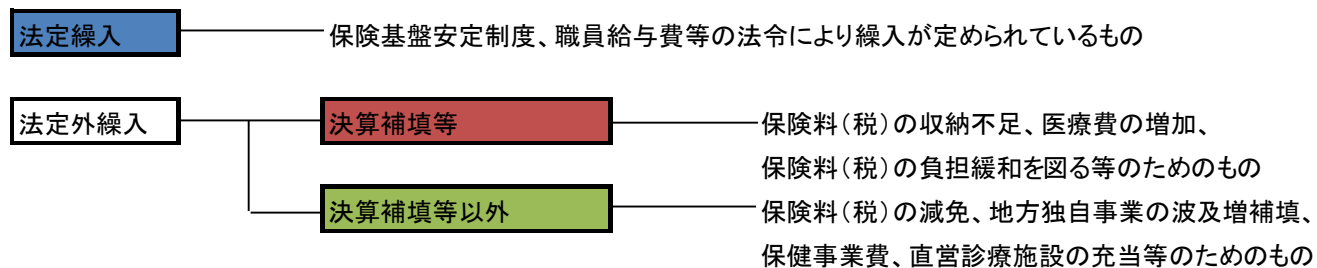 法定繰入 保険基盤安定制度、職員給与費等の法令により繰入が定められているもの
法定外繰入 決算補填等 保険料(税)の収納不足、医療費の増加、
保険料(税)の負担緩和を図る等のためのもの
決算補填等以外 保険料(税)の減免、地方独自事業の波及増補填、
保健事業費、直営診療施設の充当等のためのもの